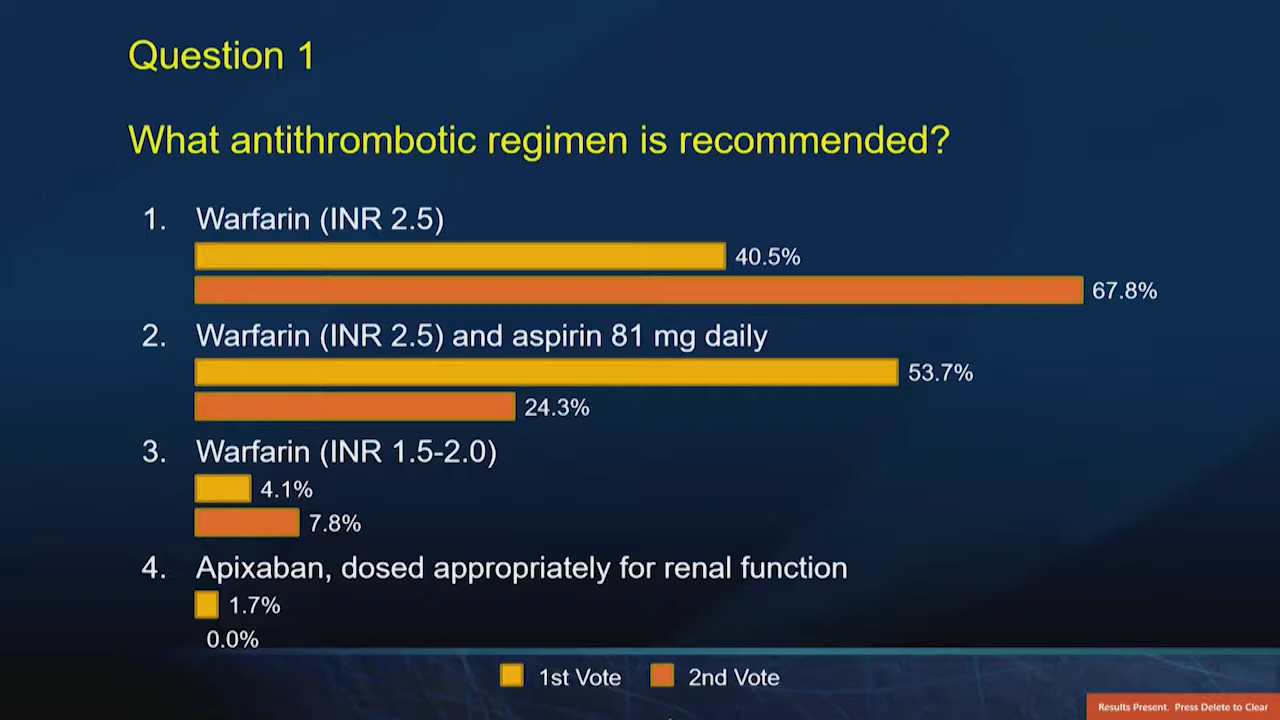 Question 1
What antithrombotic regimen is recommended?
1. Warfarin (INR 2.5)
40.5%
67.8%
2. Warfarin (INR 2.5) and aspirin 81 mg daily
53.7%
24.3%
3. Warfarin (INR 1.5-2.0)
4.1%
7.8%
4. Apixaban, dosed appropriately for renal function
1.7%
0.0%
1st Vote 2nd Vote
Results Present. Press Delete to Clear